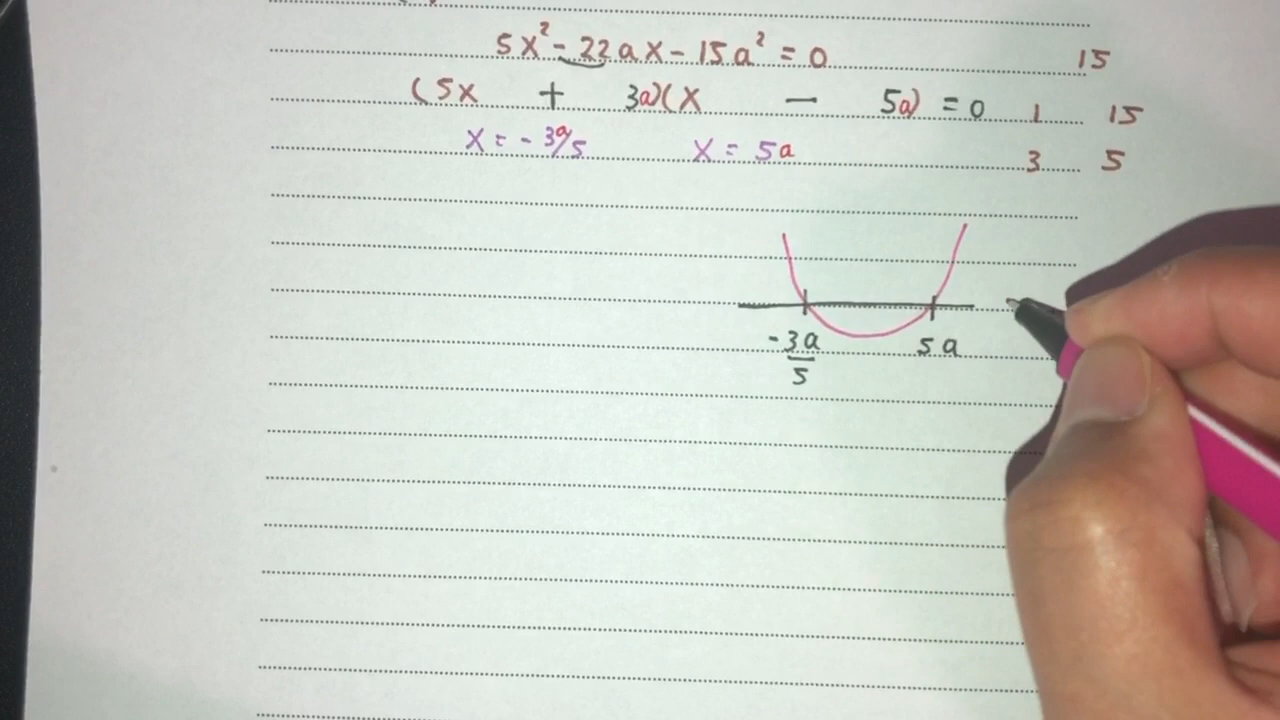 5x² - 22ax - 15a² = 0 15
(5x + 3a)(x - 5a) = 0 1 15
x = - 3a/5 x = 5a 3 5
-3a/5 5a